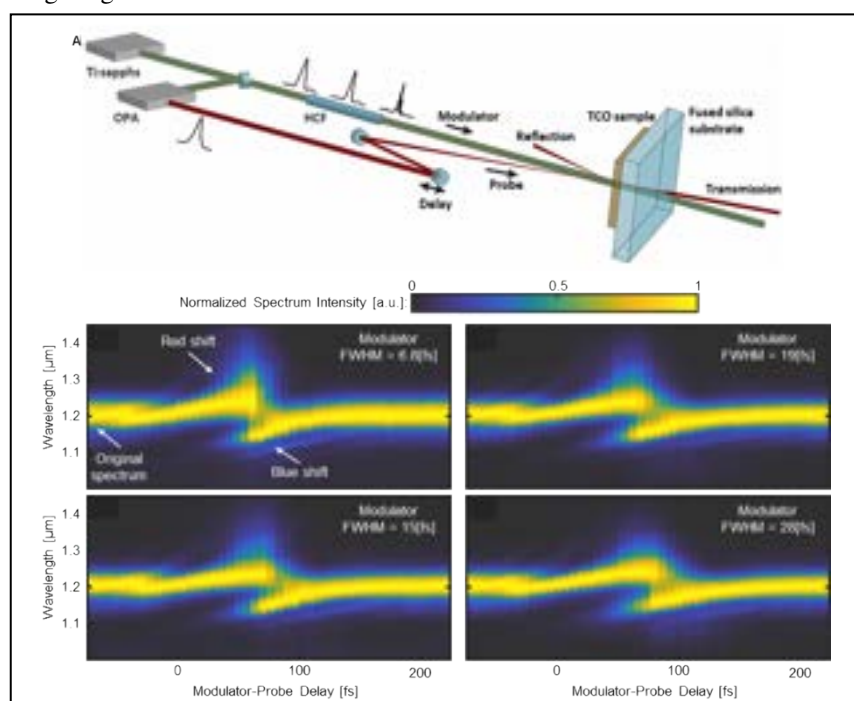 A
Ti:sapphs
OPA
HCF
Modulator
Reflection
Probe
Delay
TCO sample
Fused silica
substrate
Transmission
Normalized Spectrum Intensity [a.u.]:
0
0.5
1
Wavelength [μm]
1.4
1.3
1.2
1.1
Red shift
Original
spectrum
Blue shift
Modulator
FWHM = 6.8[fs]
Modulator
FWHM = 19[fs]
Wavelength [μm]
1.4
1.3
1.2
1.1
Modulator
FWHM = 15[fs]
Modulator
FWHM = 28[fs]
0
100
200
0
100
200
Modulator-Probe Delay [fs]
Modulator-Probe Delay [fs]